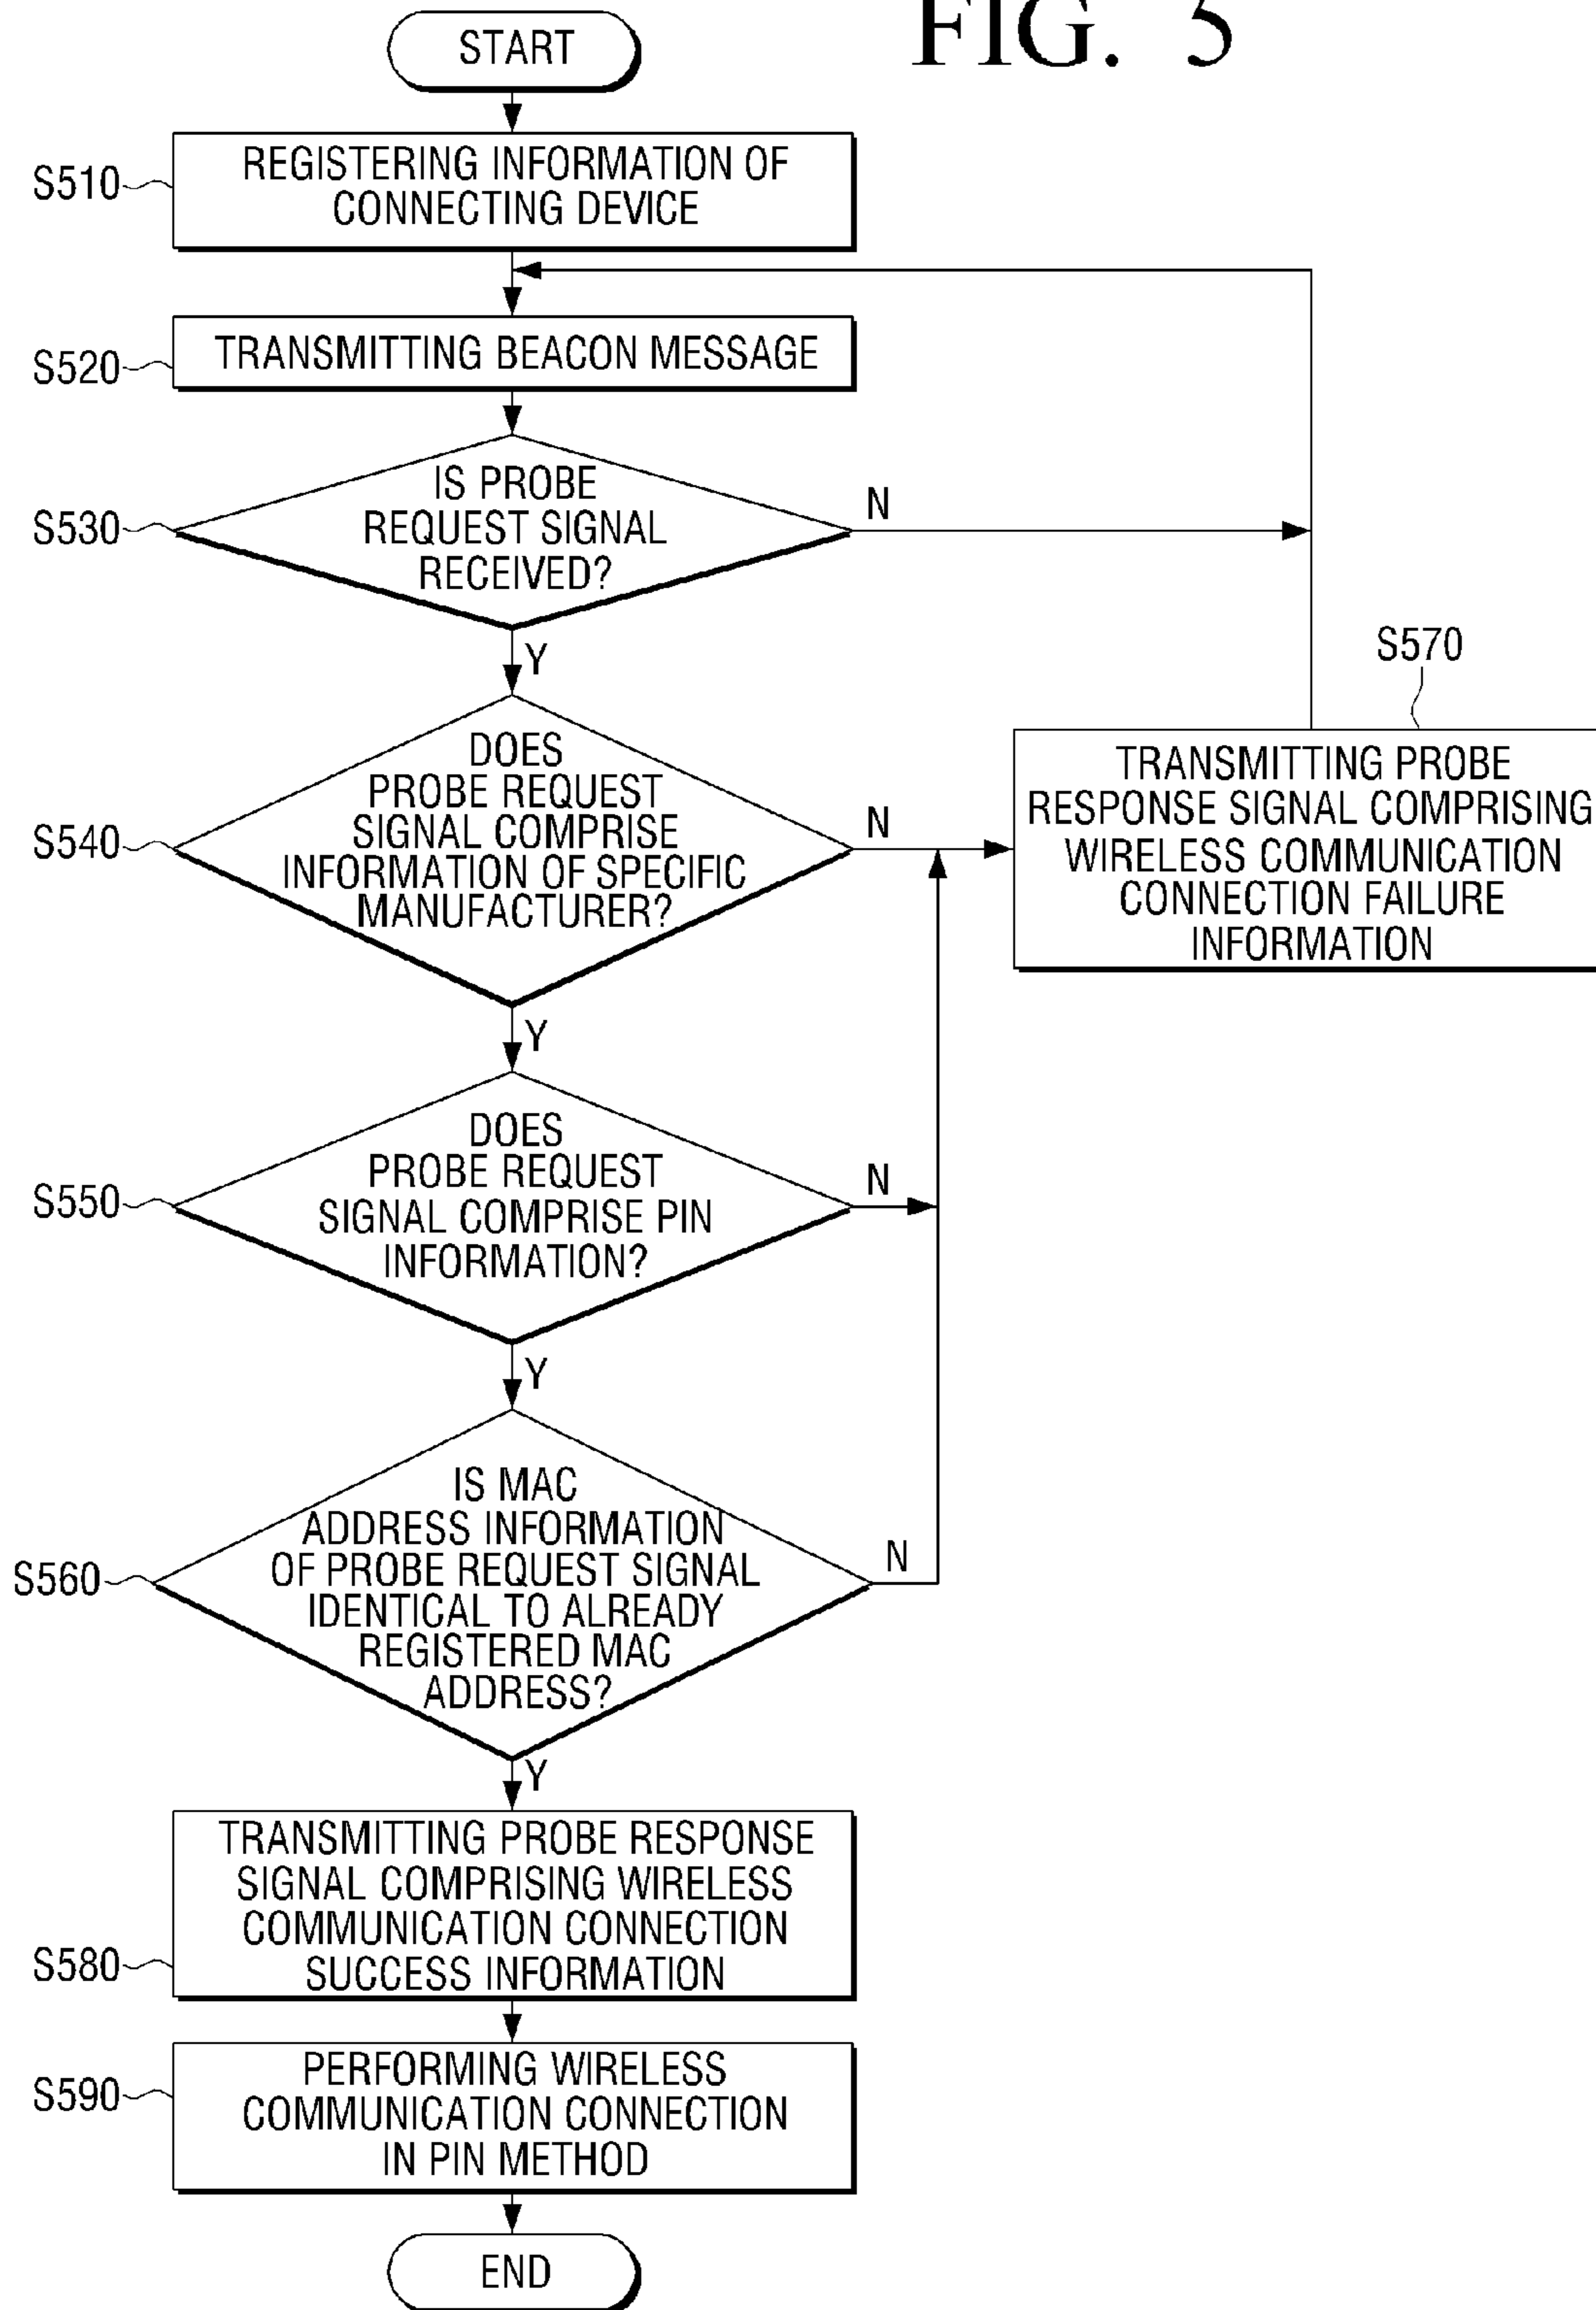 FIG. 5
START
S510
REGISTERING INFORMATION OF
CONNECTING DEVICE
S520
TRANSMITTING BEACON MESSAGE
S530
IS PROBE
REQUEST SIGNAL
RECEIVED?
N
Y
S540
DOES
PROBE REQUEST
SIGNAL COMPRISE
INFORMATION OF SPECIFIC
MANUFACTURER?
N
S570
TRANSMITTING PROBE
RESPONSE SIGNAL COMPRISING
WIRELESS COMMUNICATION
CONNECTION FAILURE
INFORMATION
Y
S550
DOES
PROBE REQUEST
SIGNAL COMPRISE PIN
INFORMATION?
N
Y
S560
IS MAC
ADDRESS INFORMATION
OF PROBE REQUEST SIGNAL
IDENTICAL TO ALREADY
REGISTERED MAC
ADDRESS?
N
Y
S580
TRANSMITTING PROBE RESPONSE
SIGNAL COMPRISING WIRELESS
COMMUNICATION CONNECTION
SUCCESS INFORMATION
S590
PERFORMING WIRELESS
COMMUNICATION CONNECTION
IN PIN METHOD
END